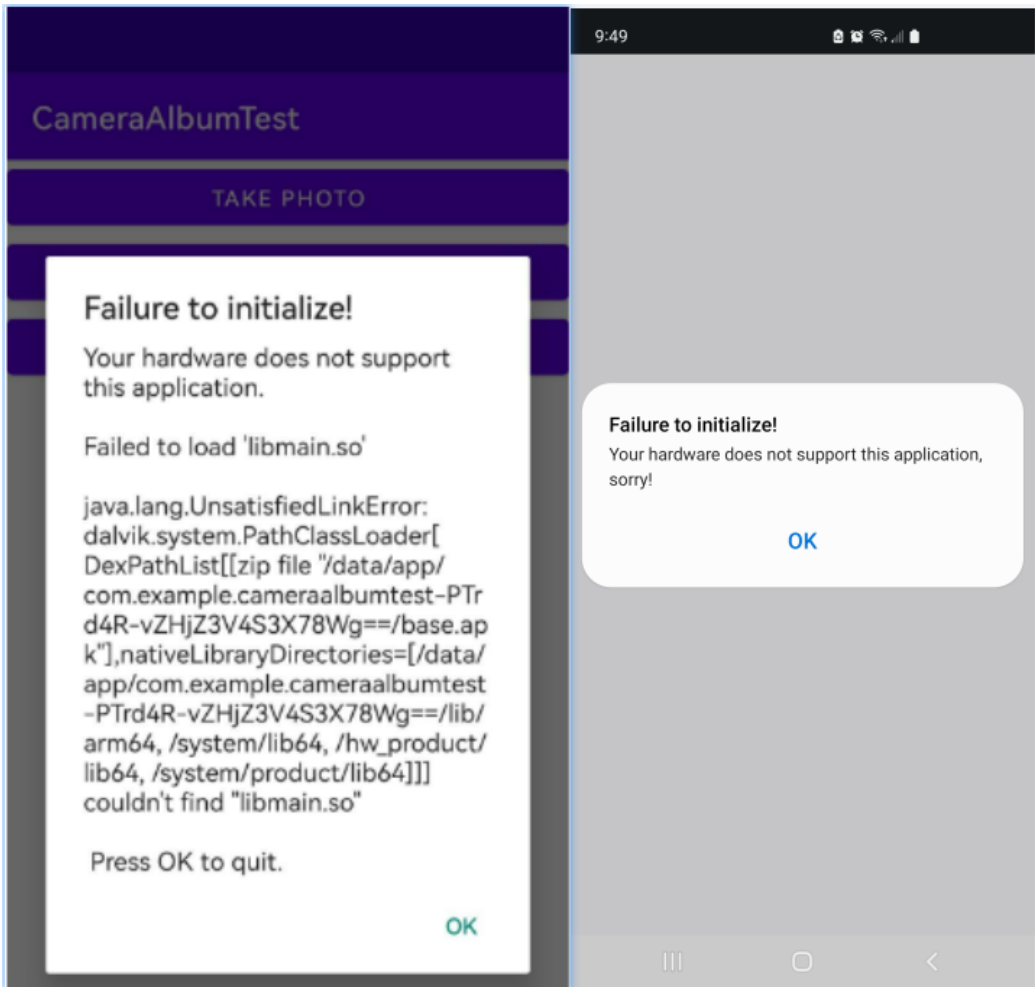 CameraAlbumTest
TAKE PHOTO
Failure to initialize!
Your hardware does not support
this application.
Failed to load 'libmain.so'
java.lang.UnsatisfiedLinkError:
dalvik.system.PathClassLoader[
DexPathList[[zip file "/data/app/
com.example.cameraalbumtest-PTr
d4R-vZHjZ3V4S3X78Wg==/base.ap
k"],nativeLibraryDirectories=[/data/
app/com.example.cameraalbumtest
-PTrd4R-vZHjZ3V4S3X78Wg==/lib/
arm64, /system/lib64, /hw_product/
lib64, /system/product/lib64]]]
couldn't find "libmain.so"
Press OK to quit.
OK
9:49
Failure to initialize!
Your hardware does not support this application,
sorry!
OK